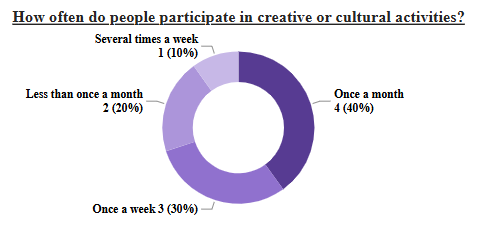 How often do people participate in creative or cultural activities?
Several times a week
1 (10%)
Less than once a month
2 (20%)
Once a month
4 (40%)
Once a week 3 (30%)